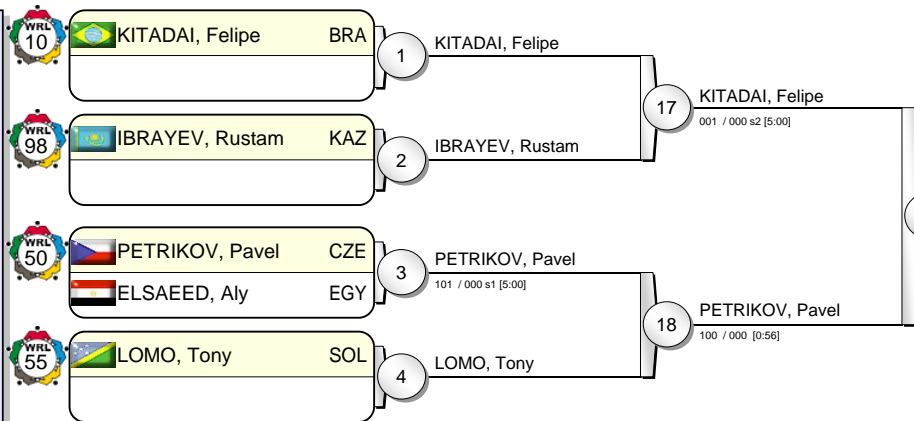 WRL
10
KITADAI, Felipe BRA
1
KITADAI, Felipe
17
KITADAI, Felipe
001 / 000 s2 [5:00]
WRL
98
IBRAYEV, Rustam KAZ
2
IBRAYEV, Rustam
WRL
50
PETRIKOV, Pavel CZE
ELSAEED, Aly EGY
3
PETRIKOV, Pavel
101 / 000 s1 [5:00]
18
PETRIKOV, Pavel
100 / 000 [0:56]
WRL
55
LOMO, Tony SOL
4
LOMO, Tony